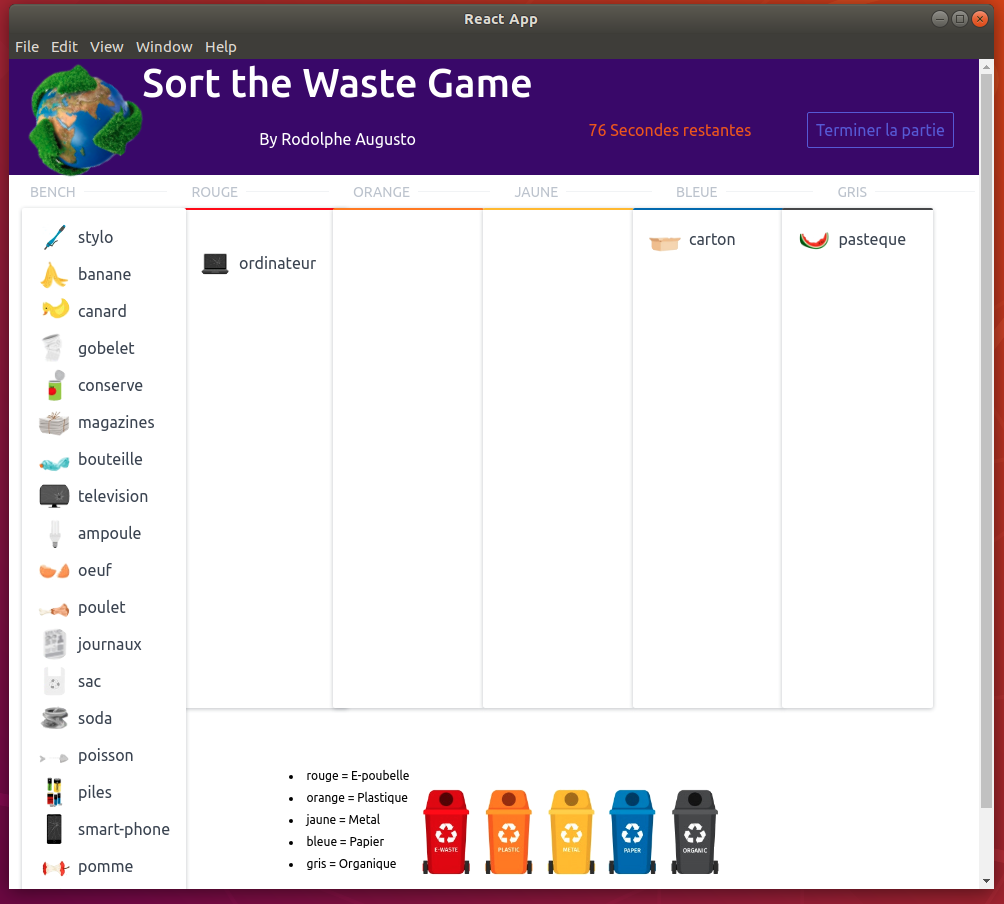 React App
File Edit View Window Help
Sort the Waste Game
By Rodolphe Augusto
76 Secondes restantes
Terminer la partie
BENCH ROUGE ORANGE JAUNE BLEUE GRIS
stylo
banane
canard
gobelet
conserve
magazines
bouteille
television
ampoule
oeuf
poulet
journaux
sac
soda
poisson
piles
smart-phone
pomme
ordinateur
carton
pasteque
rouge = E-poubelle
orange = Plastique
jaune = Metal
bleue = Papier
gris = Organique
E-WASTE PLASTIC METAL PAPER ORGANIC